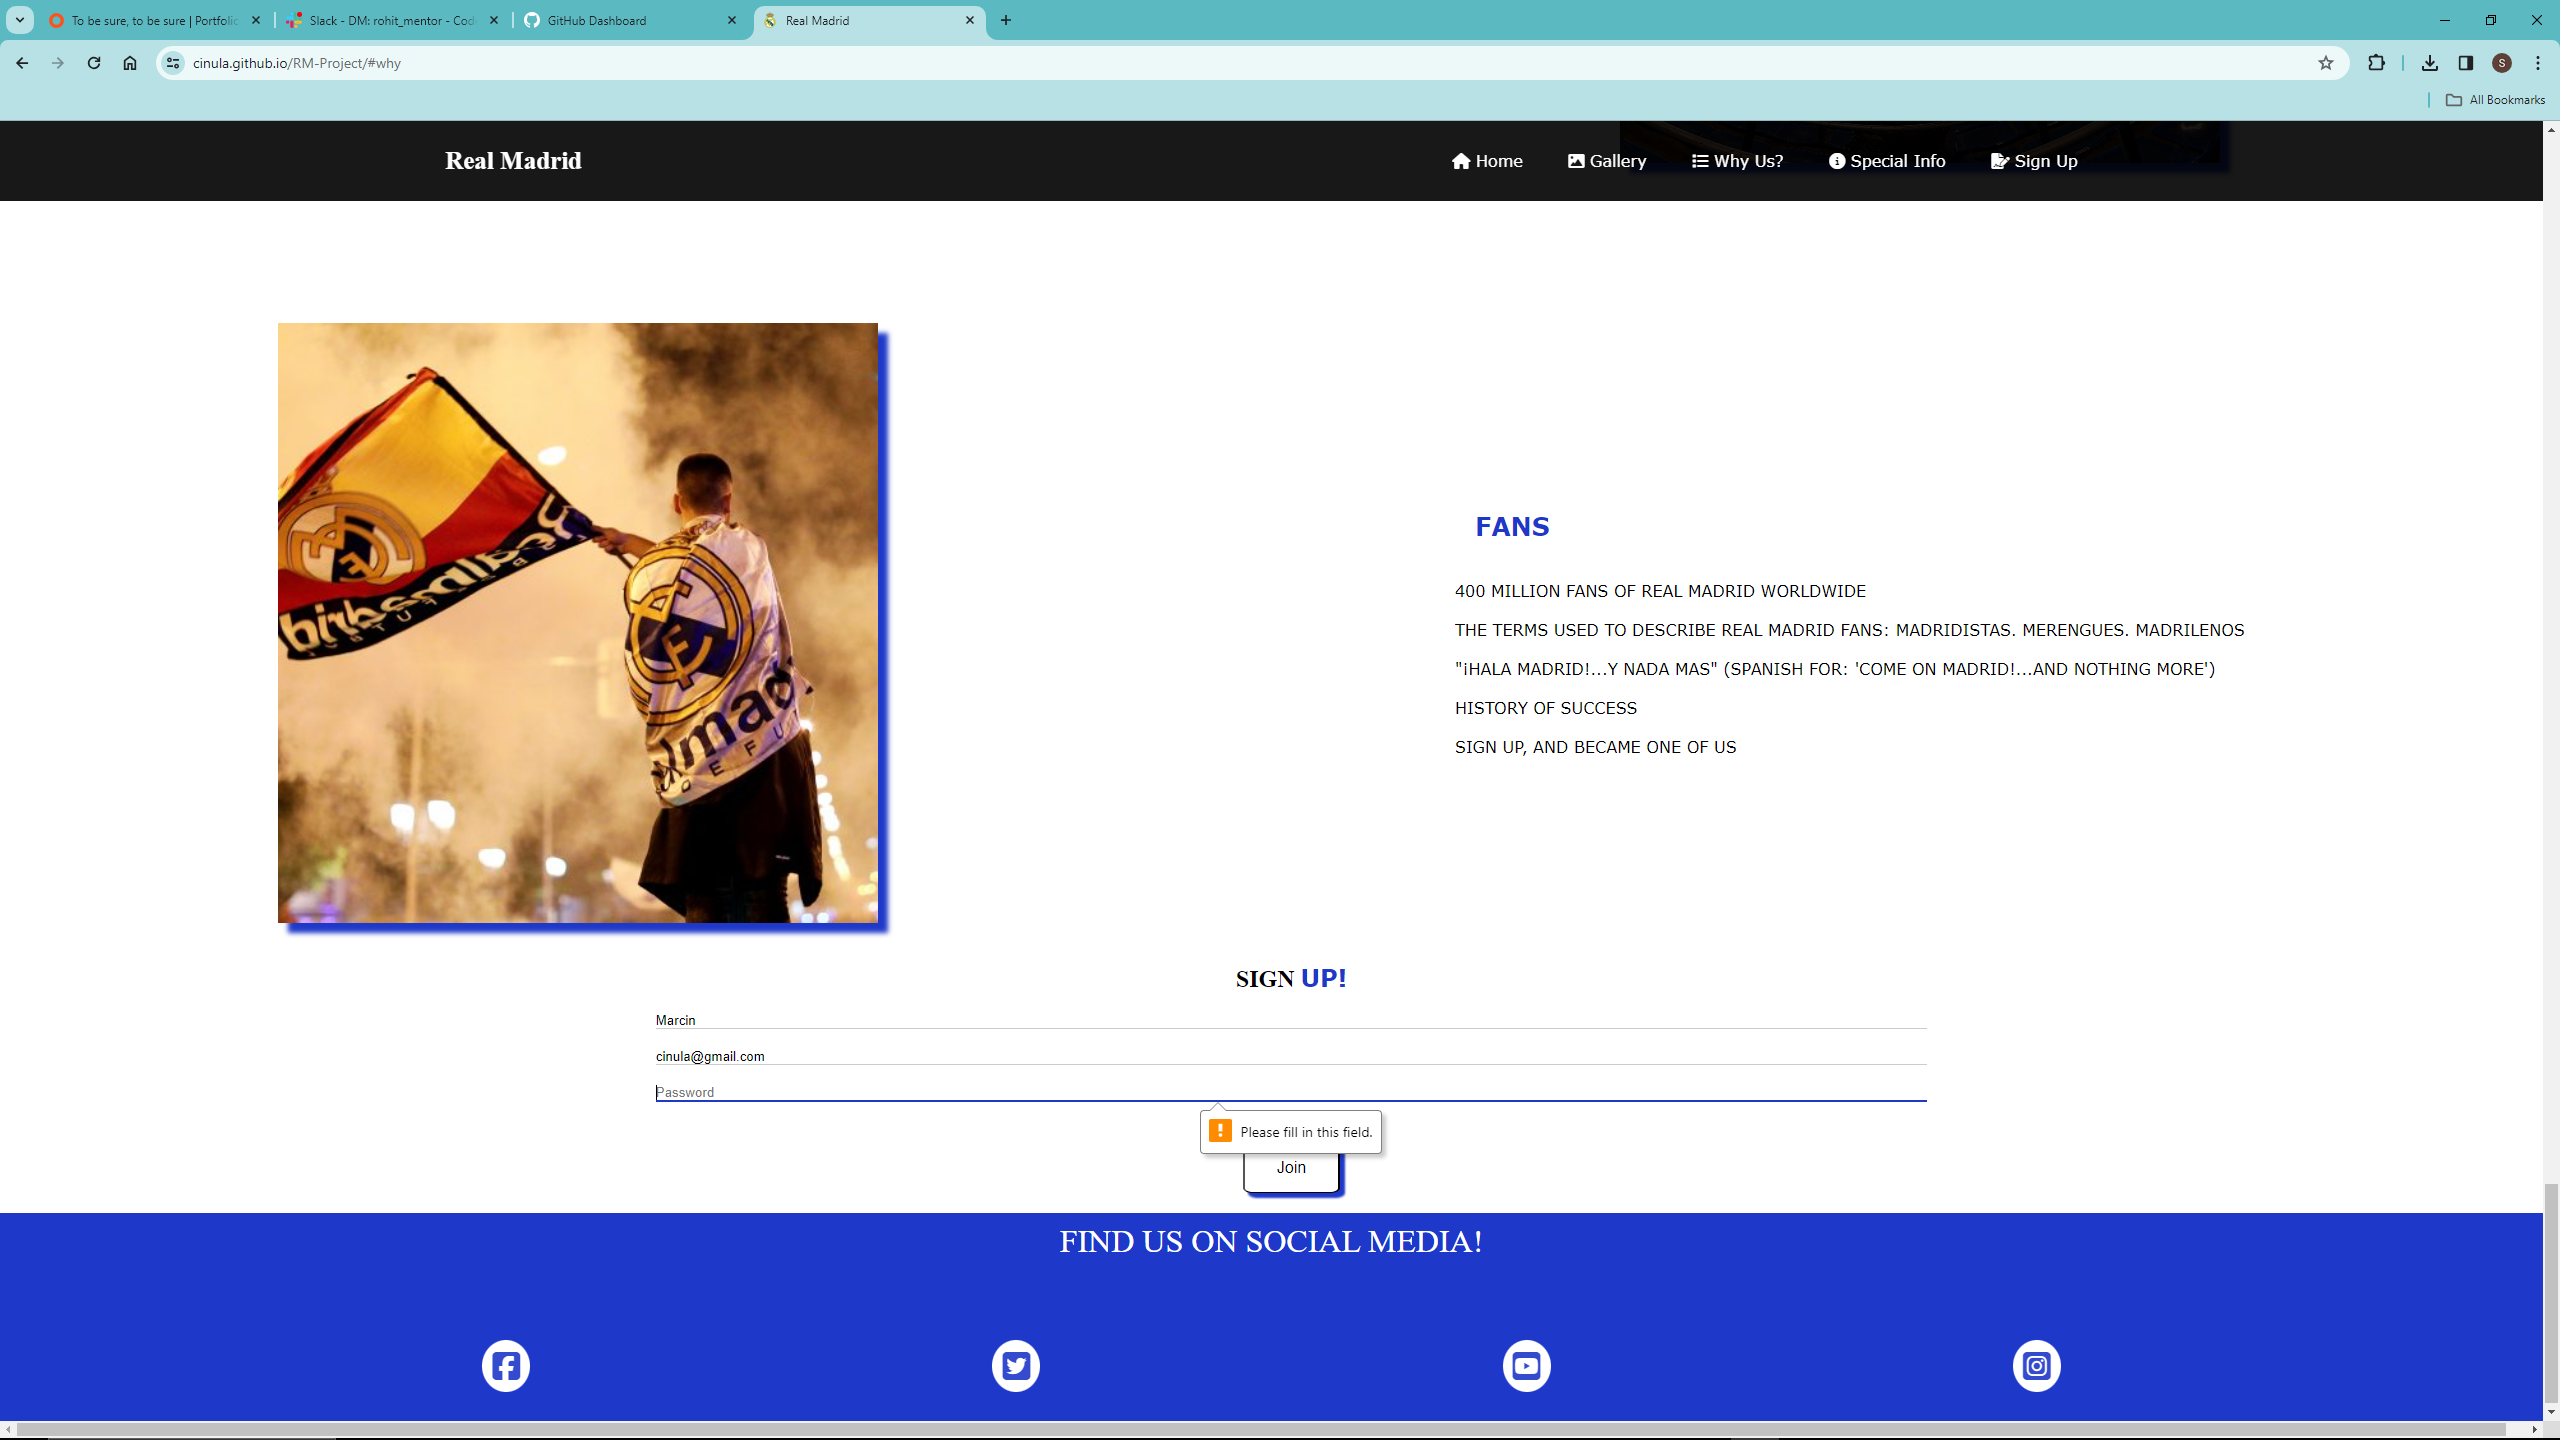 To be sure, to be sure | Portfolio
Slack - DM: rohit_mentor - Cod
GitHub Dashboard
Real Madrid
cinula.github.io/RM-Project/#why
S
All Bookmarks
Real Madrid
Home
Gallery
Why Us?
Special Info
Sign Up
FANS
400 MILLION FANS OF REAL MADRID WORLDWIDE
THE TERMS USED TO DESCRIBE REAL MADRID FANS: MADRIDISTAS. MERENGUES. MADRILENOS
"¡HALA MADRID!...Y NADA MAS" (SPANISH FOR: 'COME ON MADRID!...AND NOTHING MORE')
HISTORY OF SUCCESS
SIGN UP, AND BECAME ONE OF US
SIGN UP!
Marcin
cinula@gmail.com
Password
Please fill in this field.
Join
FIND US ON SOCIAL MEDIA!